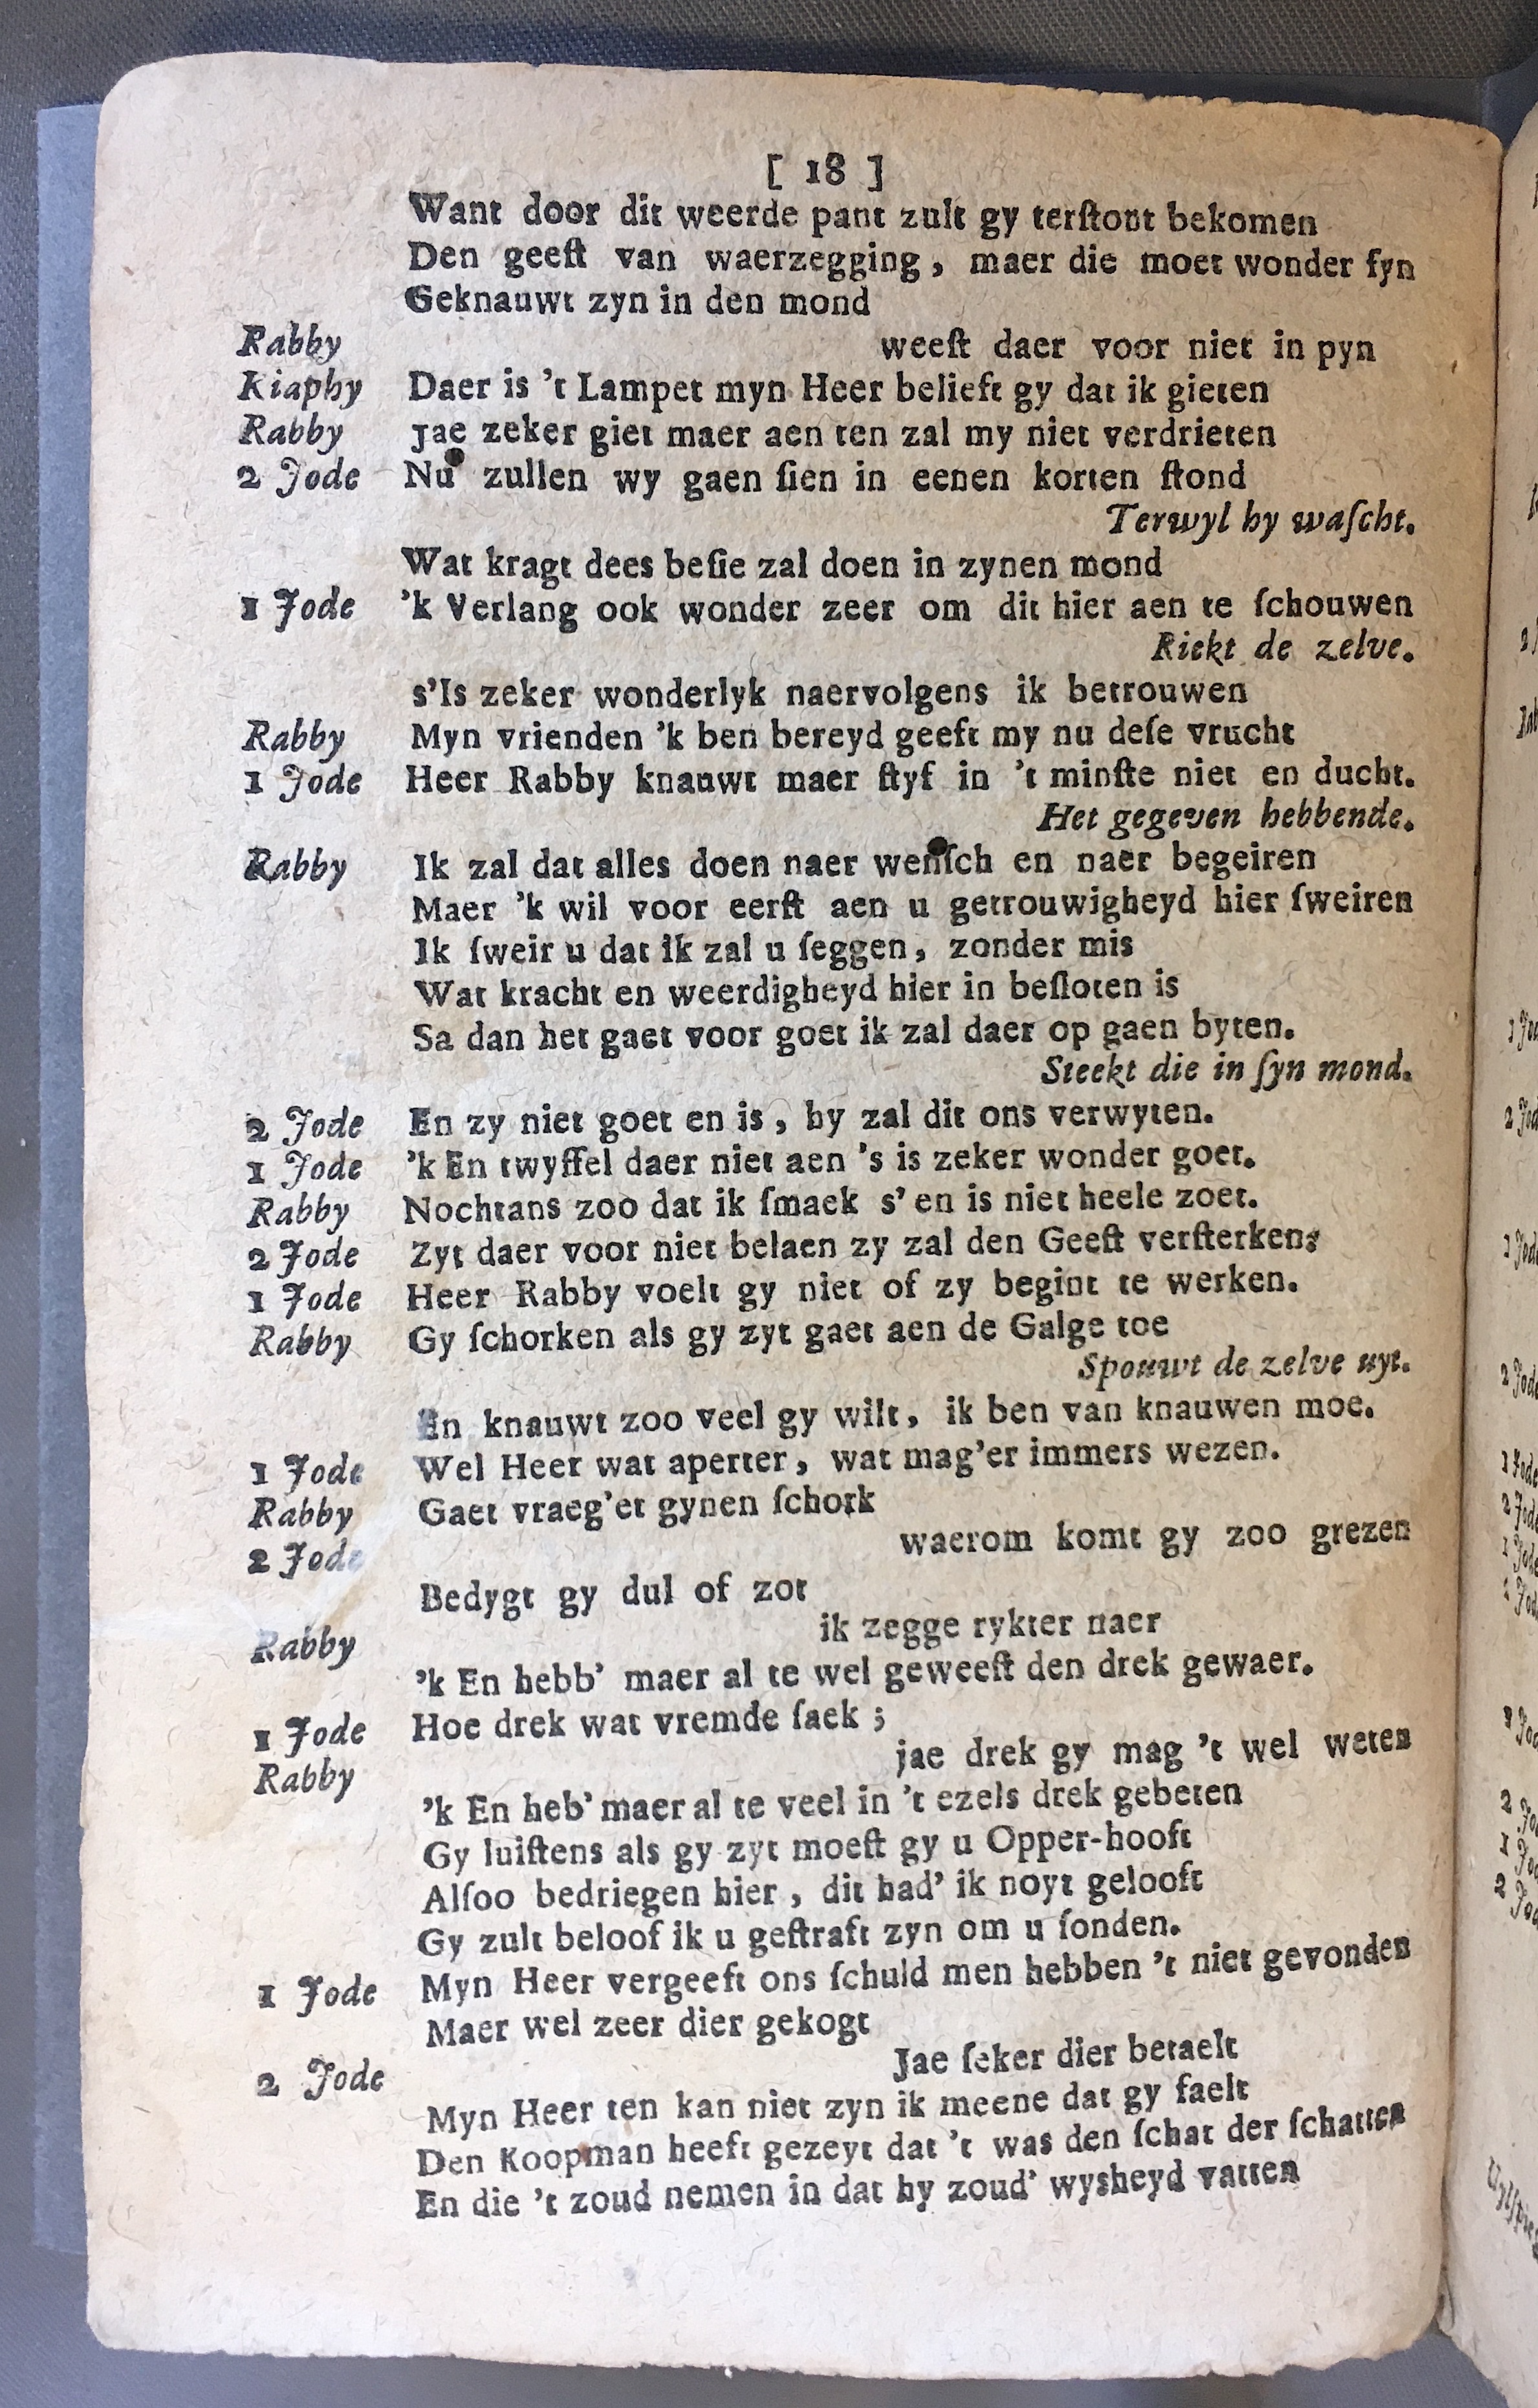 [ 18 ]
Want door dit weerde pant zult gy terſtont bekomen
Den geeſt van waerzegging, maer die moet wonder fyn
Geknauwt zyn in den mond
Rabby weeſt daer voor niet in pyn
Kiaphy Daer is 't Lampet myn Heer belieft gy dat ik gieten
Rabby Jae zeker giet maer aen ten zal my niet verdrieten
2 Jode Nu zullen wy gaen ſien in eenen korten ſtond
Terwyl hy waſcht.
Wat kragt dees beſie zal doen in zynen mond
1 Jode 'k Verlang ook wonder zeer om dit hier aen te ſchouwen
Riekt de zelve.
s'Is zeker wonderlyk naervolgens ik betrouwen
Rabby Myn vrienden 'k ben bereyd geeft my nu deſe vrucht
1 Jode Heer Rabby knauwt maer ſtyf in 't minſte niet en ducht.
Het gegeven hebbende.
Rabby Ik zal dat alles doen naer wenſch en naer begeiren
Maer 'k wil voor eerſt aen u getrouwigheyd hier ſweiren
Ik ſweir u dat ik zal u ſeggen, zonder mis
Wat kracht en weerdigheyd hier in beſloten is
Sa dan het gaet voor goet ik zal daer op gaen byten.
Steekt die in ſyn mond.
2 Jode En zy niet goet en is, hy zal dit ons verwyten.
1 Jode 'k En twyffel daer niet aen 's is zeker wonder goet.
Rabby Nochtans zoo dat ik ſmaek s' en is niet heele zoet.
2 Jode Zyt daer voor niet belaen zy zal den Geeſt verſterken;
1 Jode Heer Rabby voelt gy niet of zy begint te werken.
Rabby Gy ſchorken als gy zyt gaet aen de Galge toe
Spouwt de zelve uyt.
En knauwt zoo veel gy wilt, ik ben van knauwen moe.
1 Jode Wel Heer wat aperter, wat mag'er immers wezen.
Rabby Gaet vraeg'et gynen ſchork
2 Jode waerom komt gy zoo grezen
Bedygt gy dul of zot
Rabby ik zegge rykter naer
'k En hebb' maer al te wel geweeſt den drek gewaer.
1 Jode Hoe drek wat vremde ſaek ;
Rabby jae drek gy mag 't wel weten
'k En heb' maer al te veel in 't ezels drek gebeten
Gy luiſtens als gy zyt moeſt gy u Opper-hooft
Alſoo bedriegen hier, dit had' ik noyt gelooft
Gy zult beloof ik u geſtraft zyn om u ſonden.
1 Jode Myn Heer vergeeft ons ſchuld men hebben 't niet gevonden
Maer wel zeer dier gekogt
2 Jode Jae ſeker dier betaelt
Myn Heer ten kan niet zyn ik meene dat gy faelt
Den Koopman heeft gezeyt dat 't was den ſchat der ſchatten
En die 't zoud nemen in dat hy zoud' wysheyd vatten